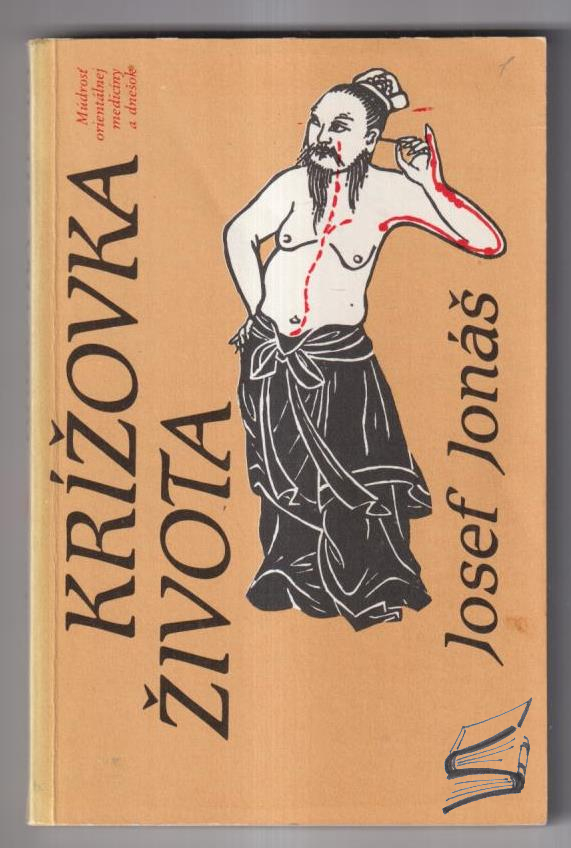 Múdrosť
orientálnej
medicíny
a dnešok
KRÍŽOVKA
ŽIVOTA
Josef Jonáš